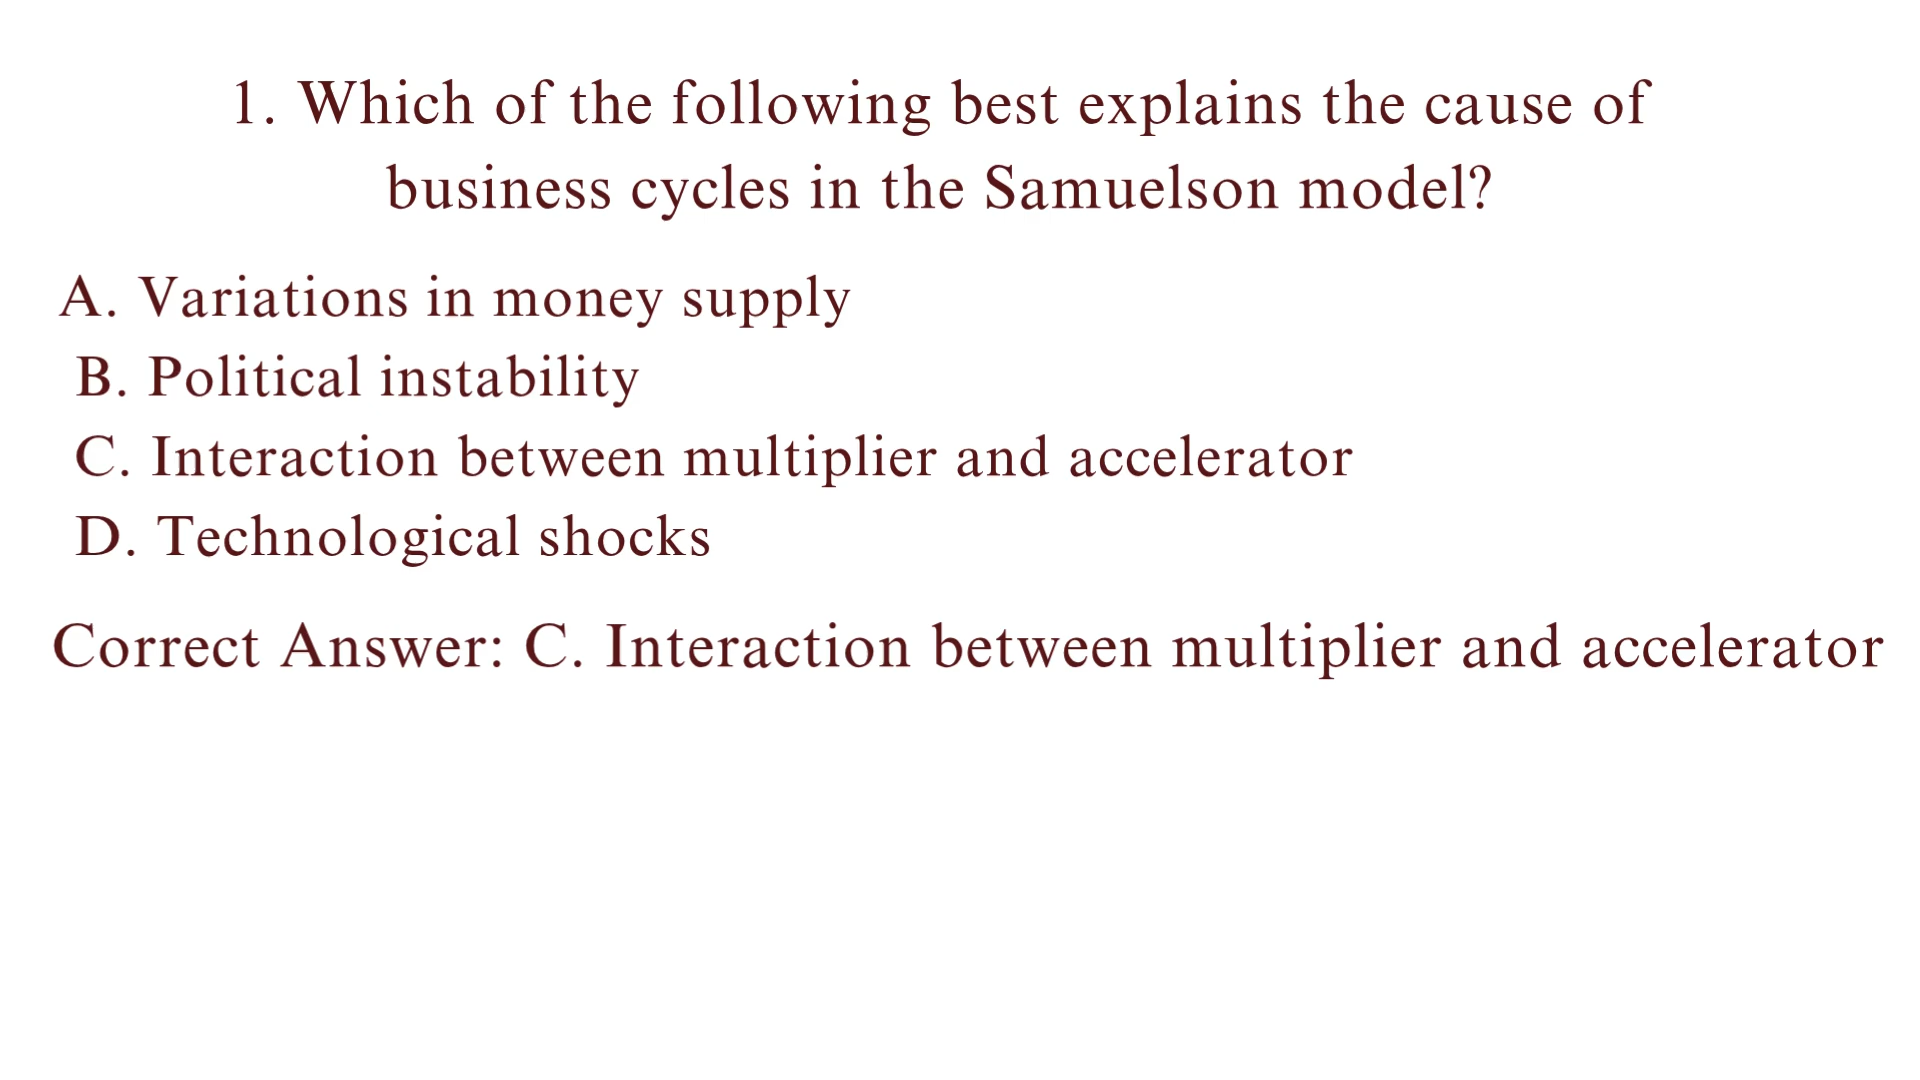 1. Which of the following best explains the cause of
business cycles in the Samuelson model?
A. Variations in money supply
B. Political instability
C. Interaction between multiplier and accelerator
D. Technological shocks
Correct Answer: C. Interaction between multiplier and accelerator